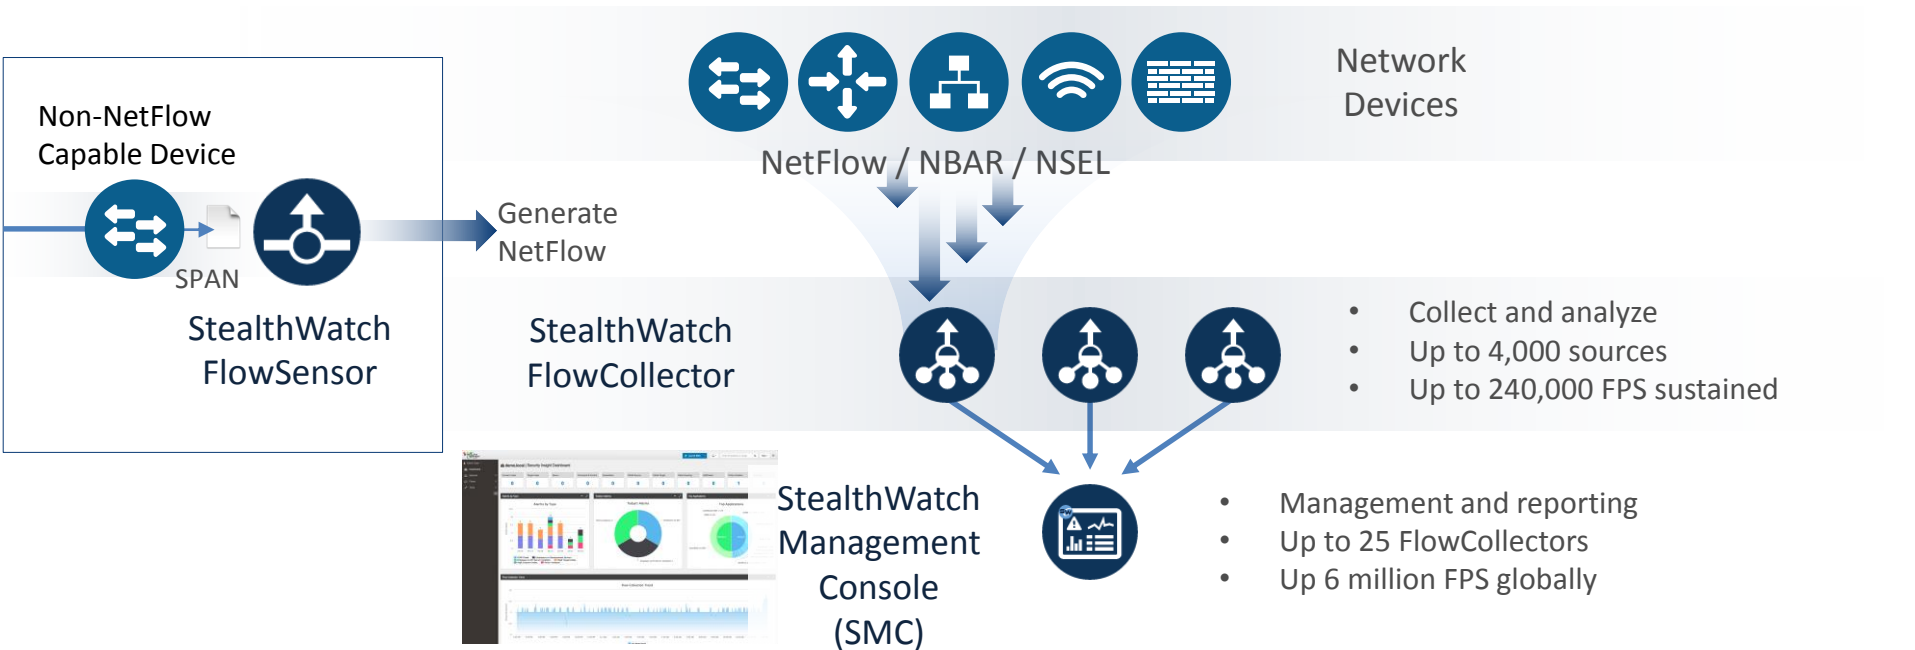 Network
Devices
Non-NetFlow
Capable Device
NetFlow / NBAR / NSEL
Generate
NetFlow
SPAN
StealthWatch
FlowSensor
StealthWatch
FlowCollector
• Collect and analyze
• Up to 4,000 sources
• Up to 240,000 FPS sustained
StealthWatch
Management
Console
(SMC)
• Management and reporting
• Up to 25 FlowCollectors
• Up 6 million FPS globally